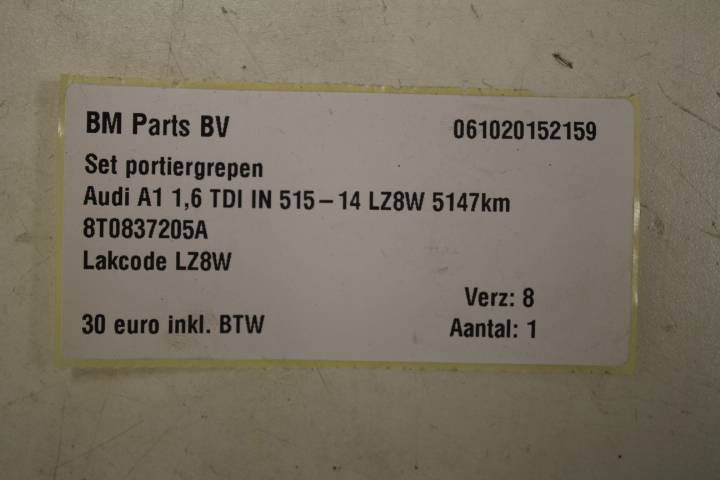 BM Parts BV 061020152159
Set portiergrepen
Audi A1 1,6 TDI IN 515-14 LZ8W 5147km
8T0837205A
Lakcode LZ8W
Verz: 8
30 euro inkl. BTW Aantal: 1